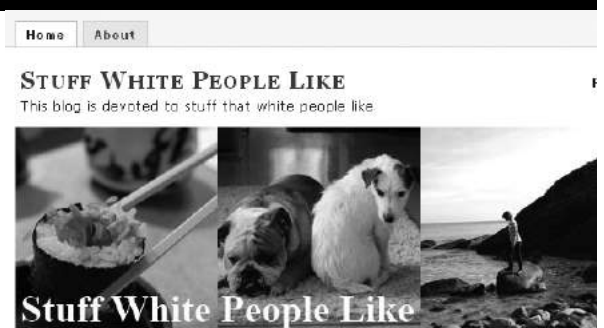 Home About
STUFF WHITE PEOPLE LIKE
This blog is devoted to stuff that white people like
Stuff White People Like